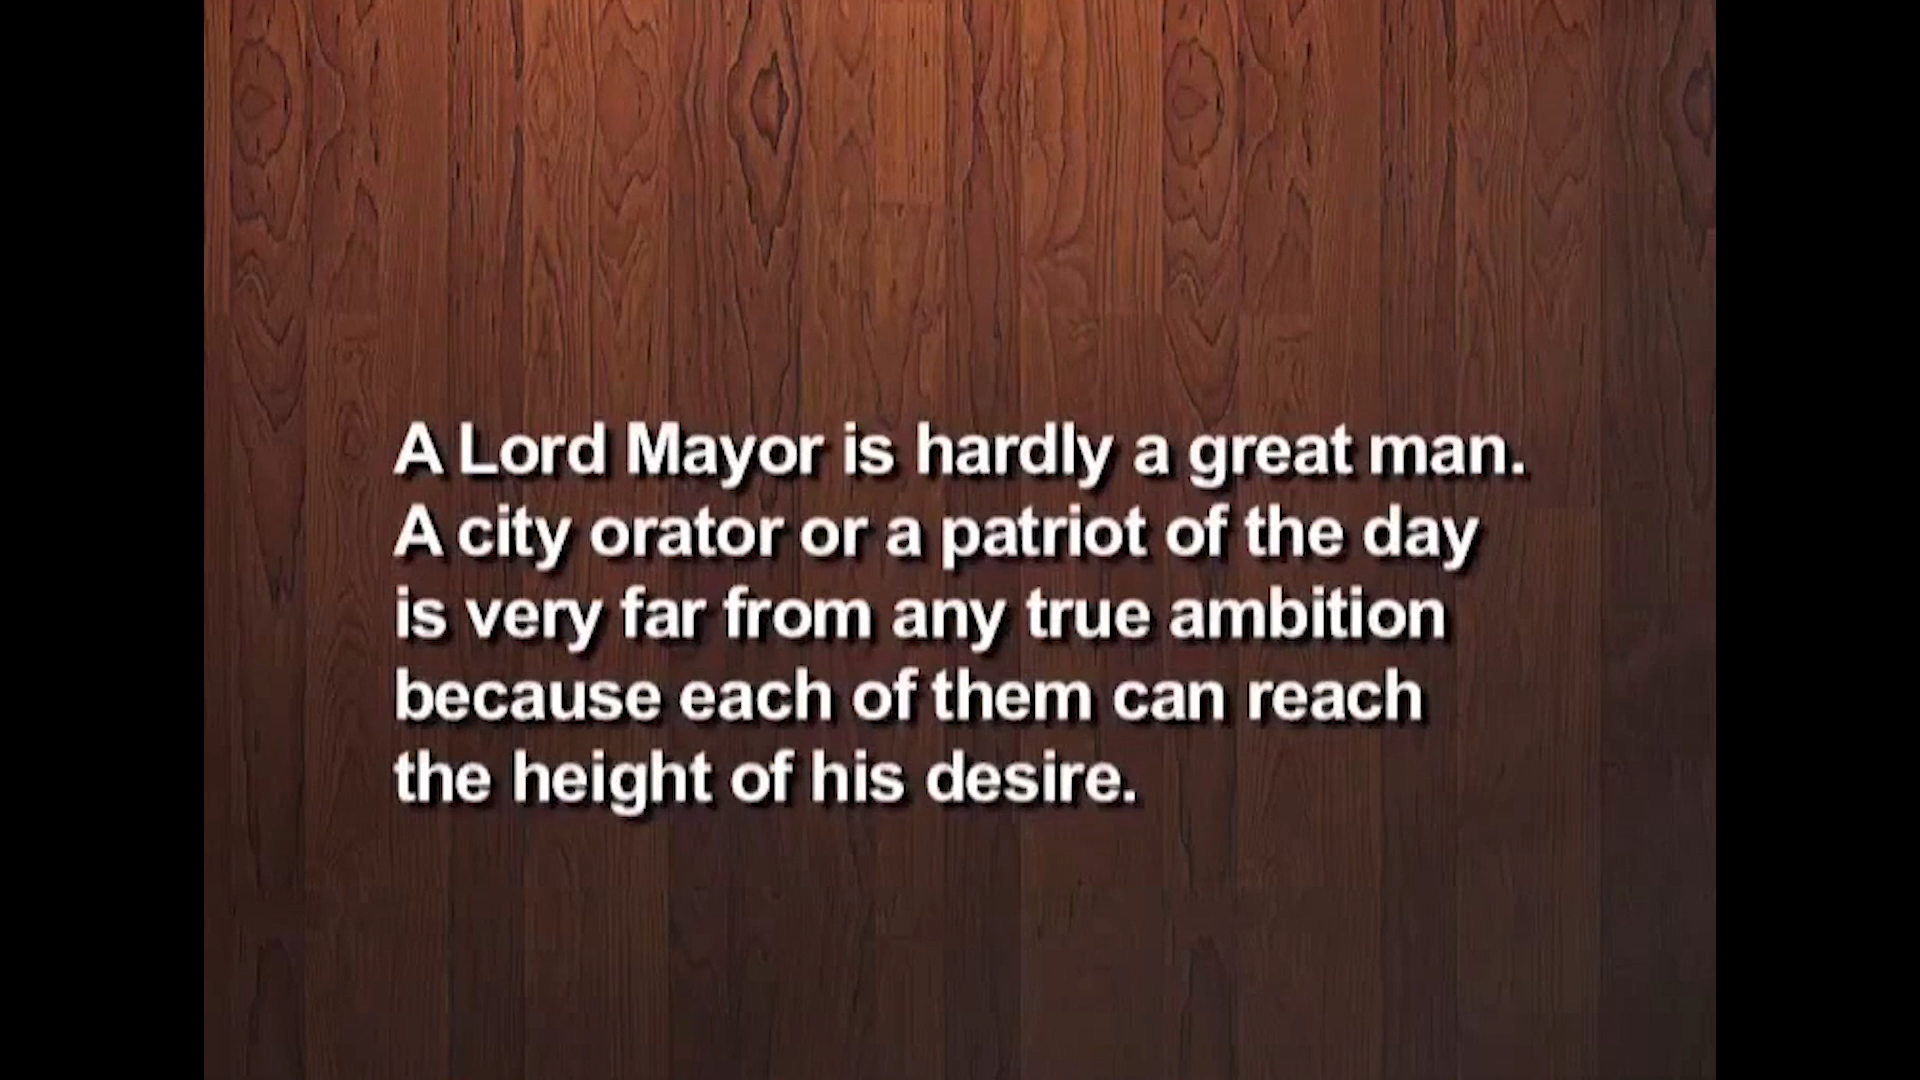 A Lord Mayor is hardly a great man.
A city orator or a patriot of the day
is very far from any true ambition
because each of them can reach
the height of his desire.